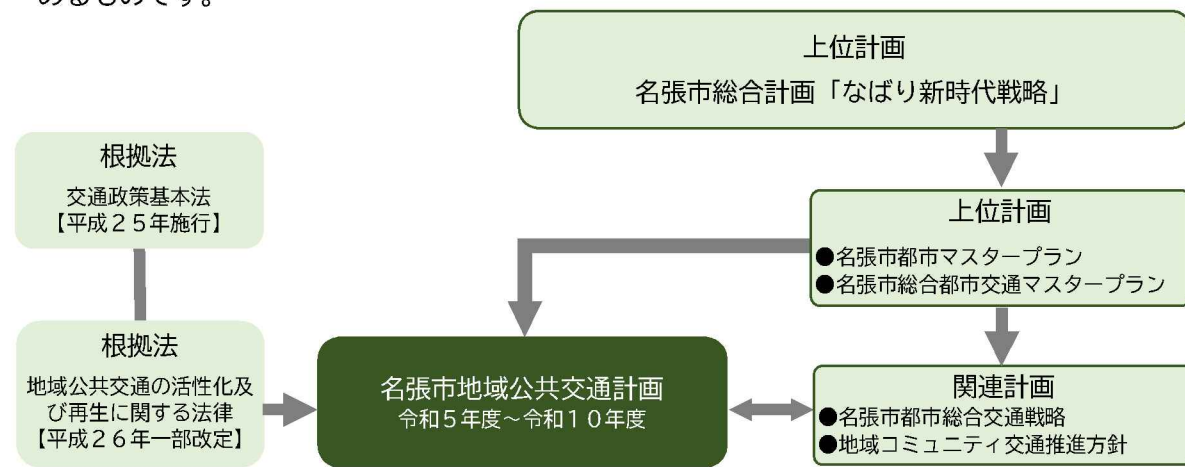 めるものです。
上位計画
名張市総合計画「なばり新時代戦略」
根拠法
交通政策基本法
【平成２５年施行】
上位計画
●名張市都市マスタープラン
●名張市総合都市交通マスタープラン
根拠法
地域公共交通の活性化及
び再生に関する法律
【平成２６年一部改定】
名張市地域公共交通計画
令和５年度～令和１０年度
関連計画
●名張市都市総合交通戦略
●地域コミュニティ交通推進方針